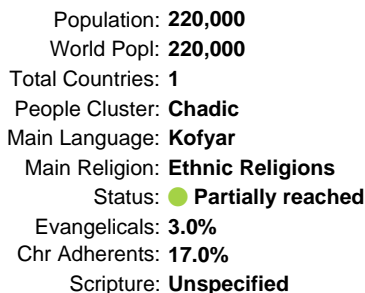 Population: 220,000
World Popl: 220,000
Total Countries: 1
People Cluster: Chadic
Main Language: Kofyar
Main Religion: Ethnic Religions
Status: Partially reached
Evangelicals: 3.0%
Chr Adherents: 17.0%
Scripture: Unspecified